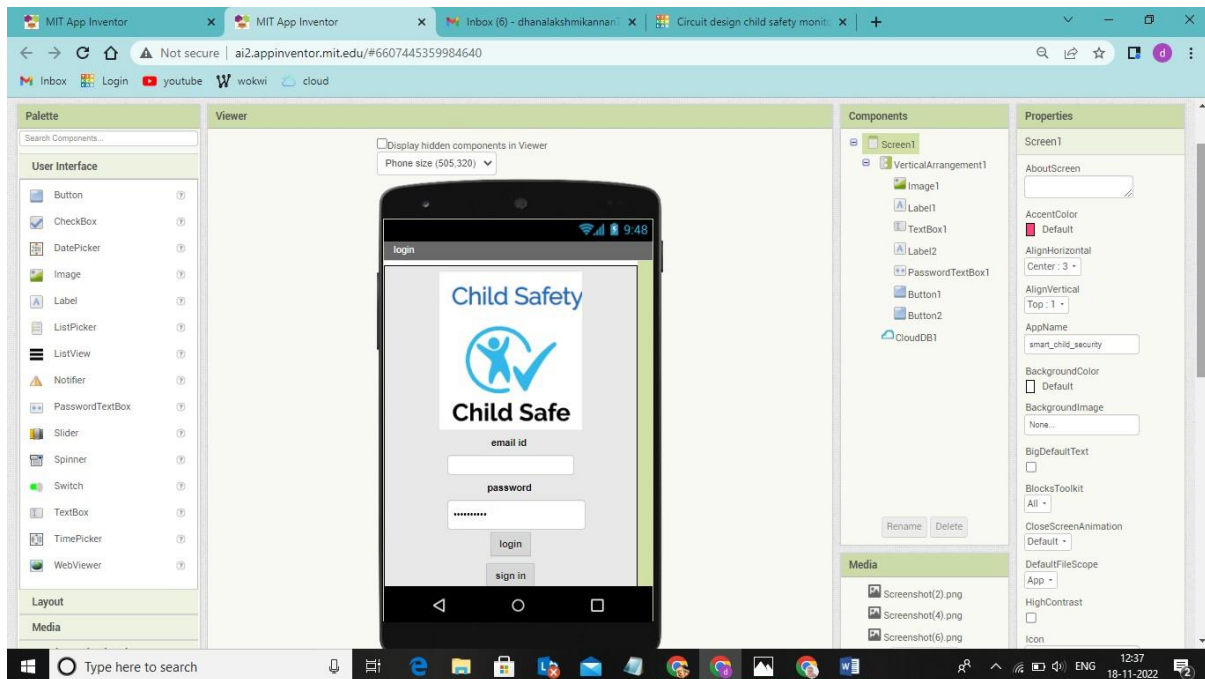 MIT App Inventor
MIT App Inventor
Inbox (6) - dhanalakshmikannan
Circuit design child safety monito
Not secure
ai2.appinventor.mit.edu/#6607445359984640
d
Inbox
Login
youtube
wokwi
cloud
Palette
Search Components...
User Interface
Button
CheckBox
DatePicker
Image
Label
ListPicker
ListView
Notifier
PasswordTextBox
Slider
Spinner
Switch
TextBox
TimePicker
WebViewer
Layout
Media
Viewer
Display hidden components in Viewer
Phone size (505,320)
9:48
login
Child Safety
Child Safe
email id
password
••••••••••
login
sign in
Components
Screen1
VerticalArrangement1
Image1
Label1
TextBox1
Label2
PasswordTextBox1
Button1
Button2
CloudDB1
Rename Delete
Media
Screenshot(2).png
Screenshot(4).png
Screenshot(6).png
Properties
Screen1
AboutScreen
AccentColor
Default
AlignHorizontal
Center : 3
AlignVertical
Top : 1
AppName
smart_child_security
BackgroundColor
Default
BackgroundImage
None...
BigDefaultText
BlocksToolkit
All
CloseScreenAnimation
Default
DefaultFileScope
App
HighContrast
Icon
Type here to search
ENG
12:37
18-11-2022